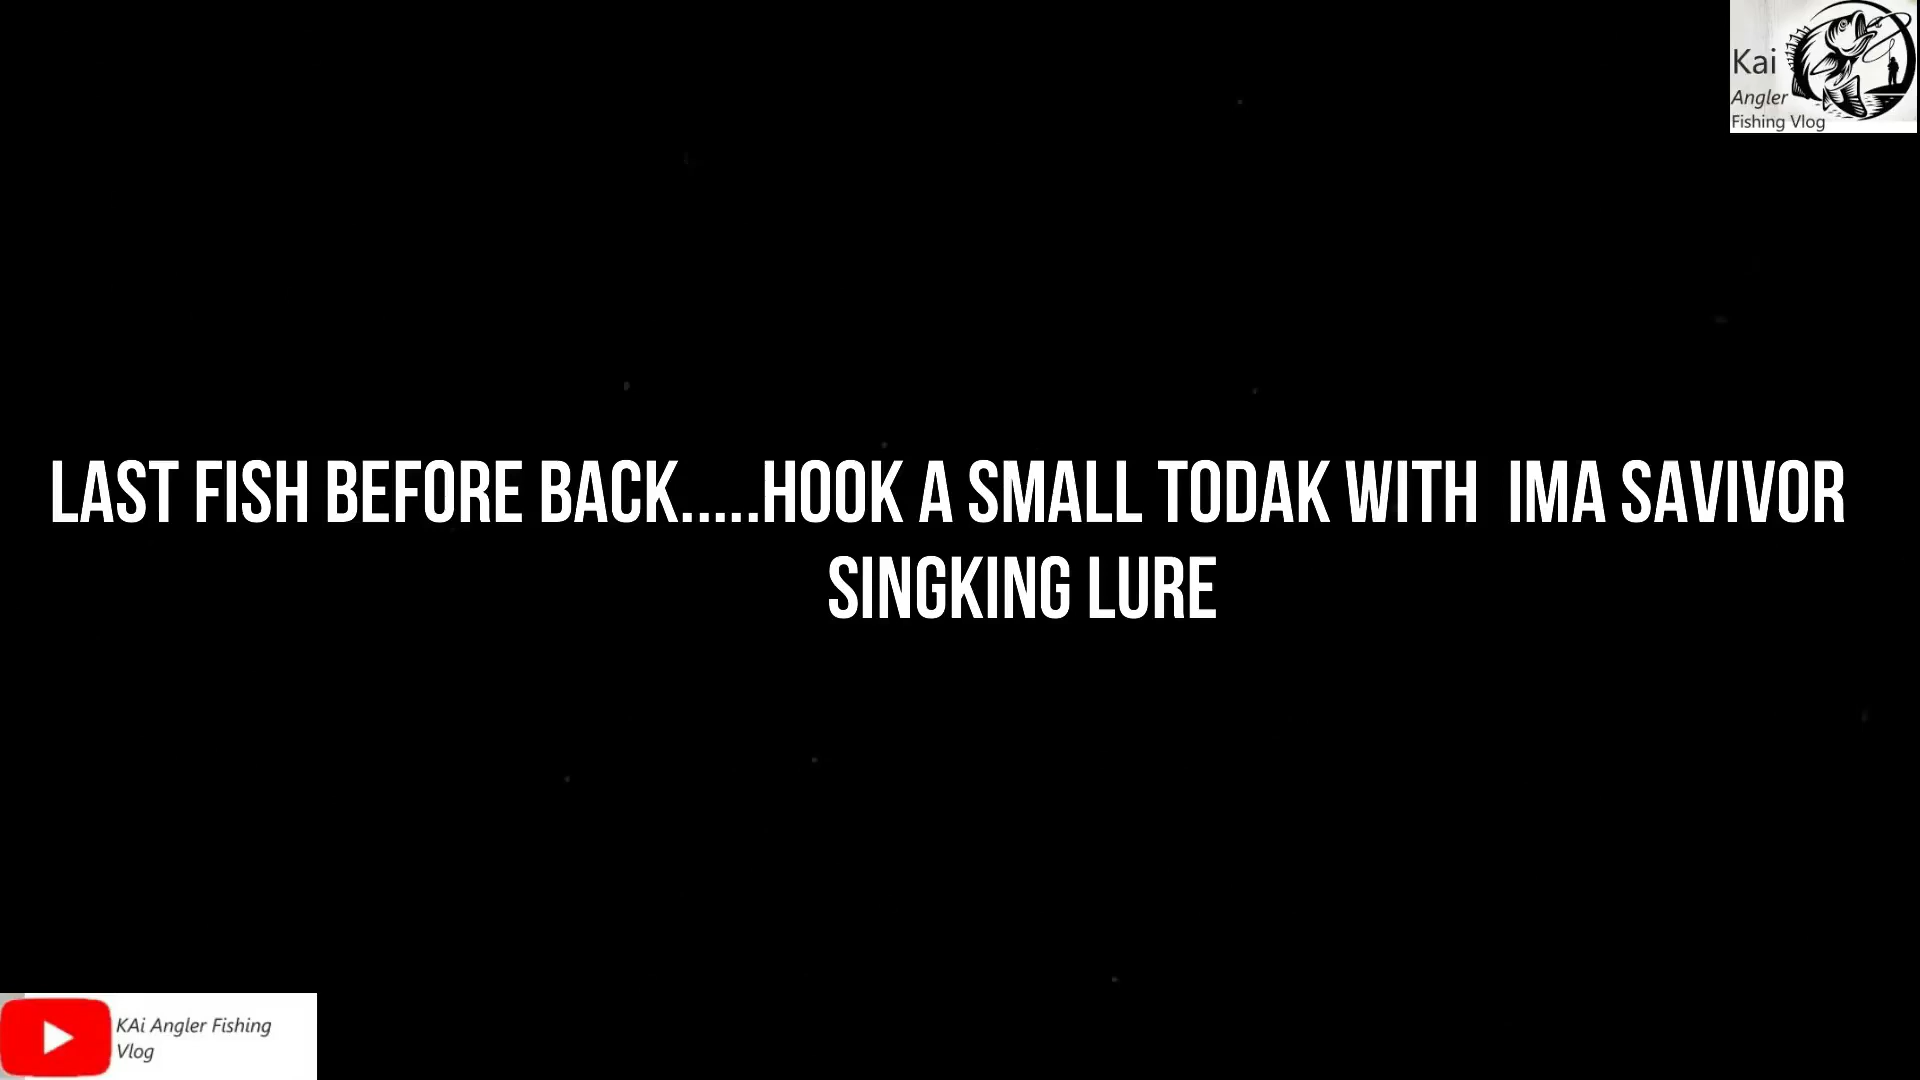 Kai
Angler
Fishing Vlog
LAST FISH BEFORE BACK.....HOOK A SMALL TODAK WITH  IMA SAVIVOR
SINGKING LURE
KAi Angler Fishing
Vlog